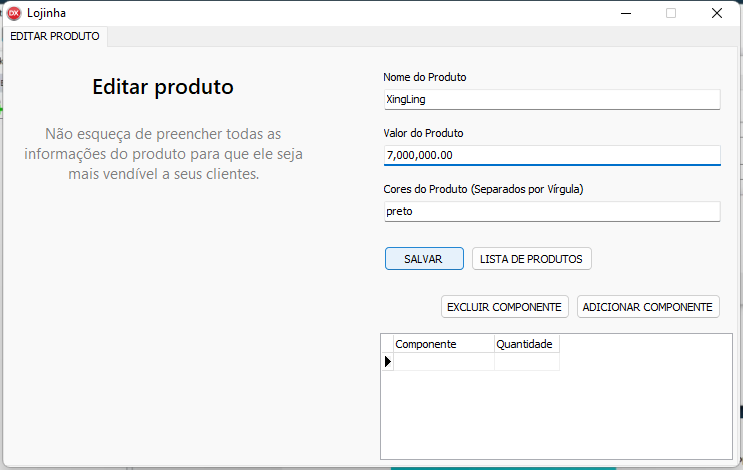 DX Lojinha
EDITAR PRODUTO
Editar produto
Não esqueça de preencher todas as
informações do produto para que ele seja
mais vendível a seus clientes.
Nome do Produto
XingLing
Valor do Produto
7,000,000.00
Cores do Produto (Separados por Vírgula)
preto
SALVAR LISTA DE PRODUTOS
EXCLUIR COMPONENTE ADICIONAR COMPONENTE
Componente Quantidade